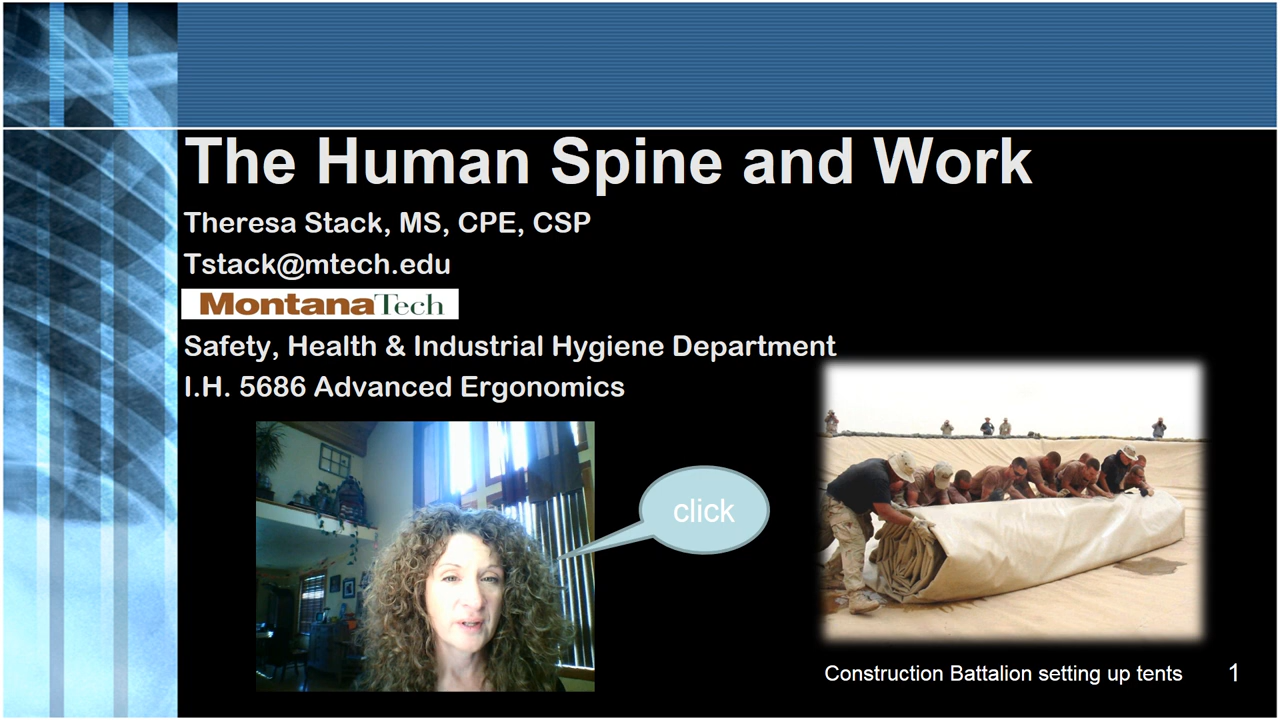 The Human Spine and Work
Theresa Stack, MS, CPE, CSP
Tstack@mtech.edu
MontanaTech
Safety, Health & Industrial Hygiene Department
I.H. 5686 Advanced Ergonomics
click
Construction Battalion setting up tents
1